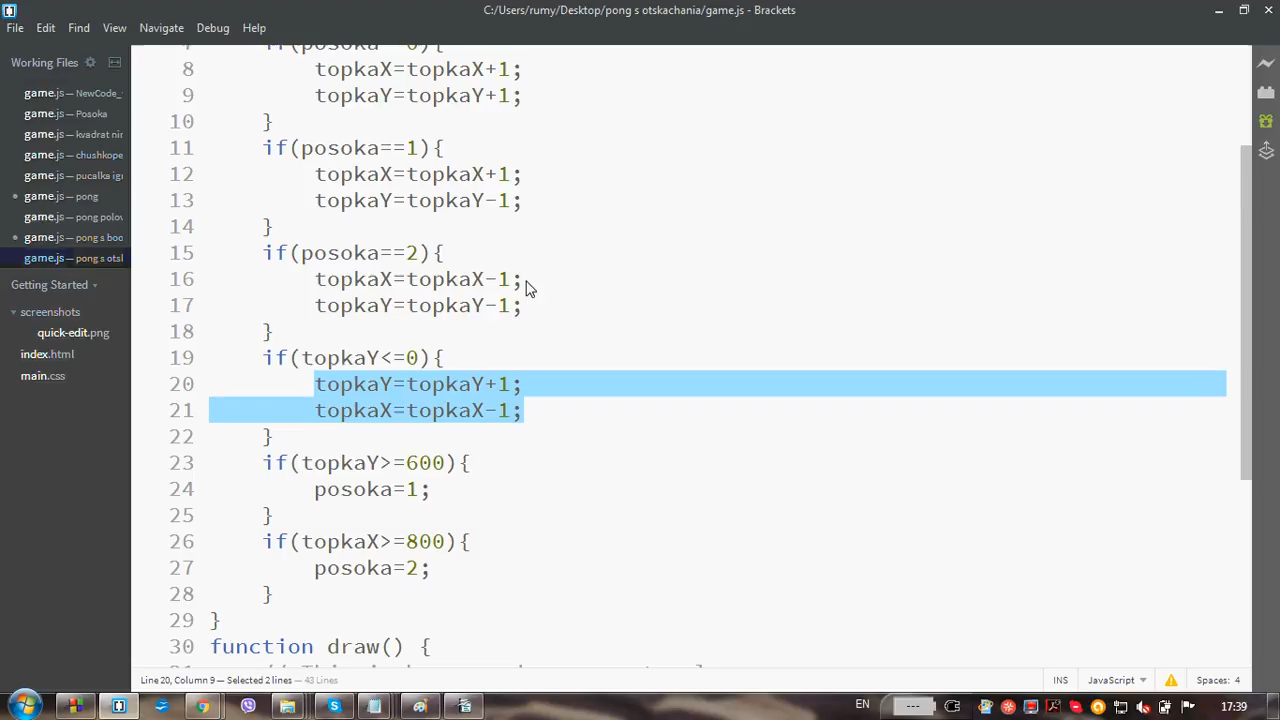 C:/Users/rumy/Desktop/pong s otskachania/game.js - Brackets
File Edit Find View Navigate Debug Help
Working Files
game.js — NewCode_
game.js — Posoka
game.js — kvadrat nir
game.js — chushkope
game.js — pucalka igr
game.js — pong
game.js — pong polov
game.js — pong s boo
game.js — pong s otsl
Getting Started
screenshots
quick-edit.png
index.html
main.css
8 topkaX=topkaX+1;
9 topkaY=topkaY+1;
10 }
11 if(posoka==1){
12 topkaX=topkaX+1;
13 topkaY=topkaY-1;
14 }
15 if(posoka==2){
16 topkaX=topkaX-1;
17 topkaY=topkaY-1;
18 }
19 if(topkaY<=0){
20 topkaY=topkaY+1;
21 topkaX=topkaX-1;
22 }
23 if(topkaY>=600){
24 posoka=1;
25 }
26 if(topkaX>=800){
27 posoka=2;
28 }
29 }
30 function draw() {
Line 20, Column 9 — Selected 2 lines — 43 Lines
INS JavaScript Spaces: 4
EN 17:39